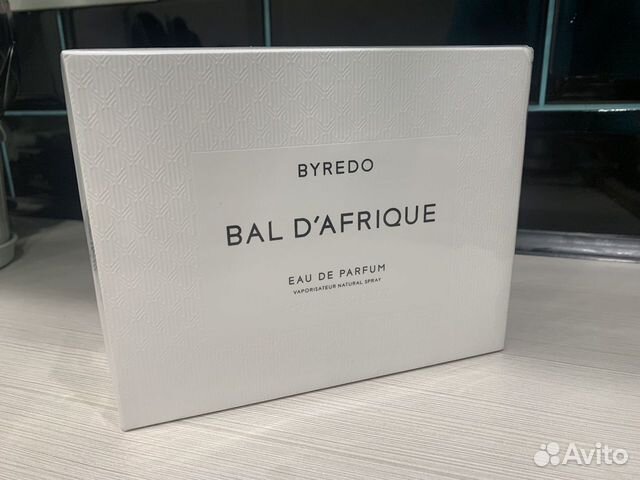 BYREDO
BAL D'AFRIQUE
EAU DE PARFUM
VAPORISATEUR NATURAL SPRAY
Avito